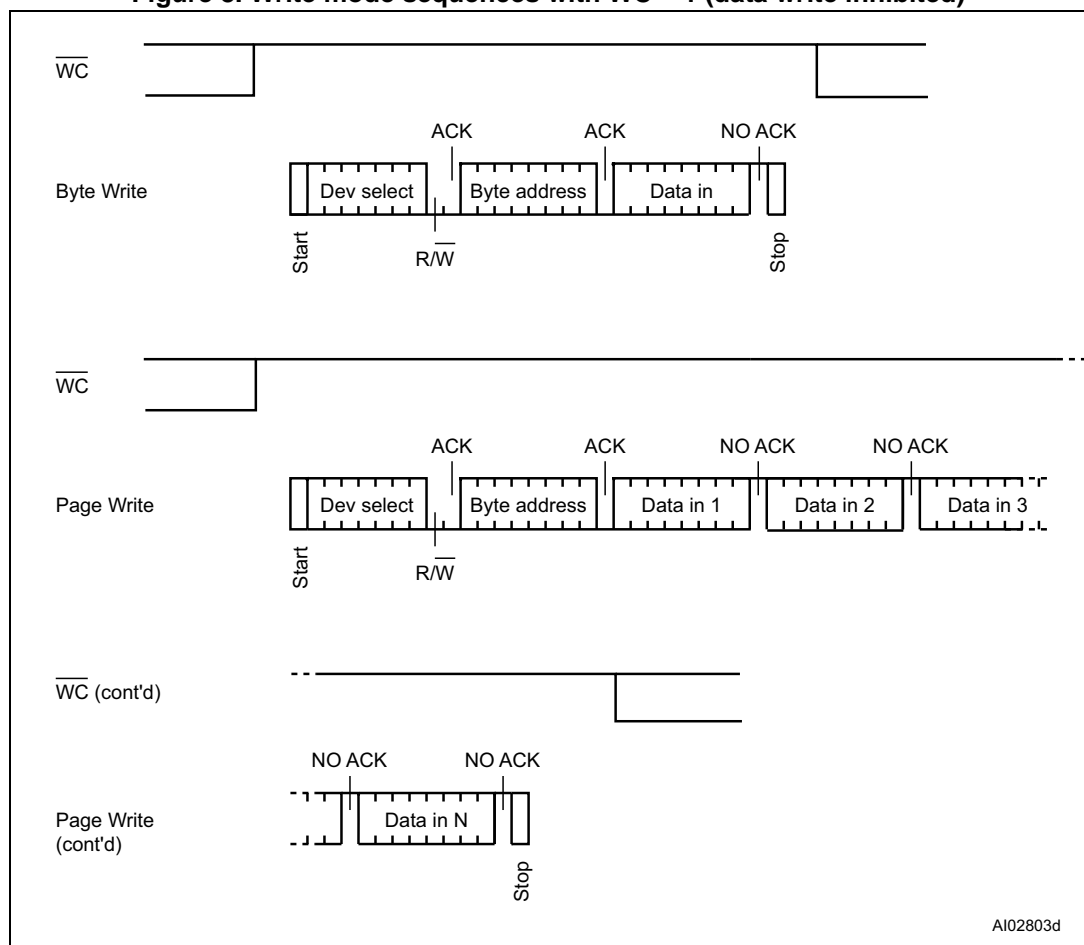 Write mode sequences with WC = 1 (data write inhibited)
WC
ACK ACK NO ACK
Byte Write Dev select Byte address Data in
Start R/W Stop
WC
ACK ACK NO ACK NO ACK
Page Write Dev select Byte address Data in 1 Data in 2 Data in 3
Start R/W
WC (cont'd)
NO ACK NO ACK
Page Write Data in N
(cont'd)
Stop
AI02803d